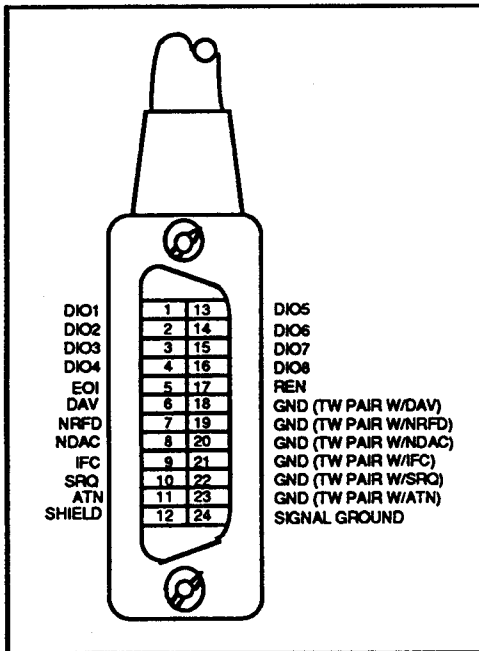 DIO1 1 13 DIO5
DIO2 2 14 DIO6
DIO3 3 15 DIO7
DIO4 4 16 DIO8
EOI 5 17 REN
DAV 6 18 GND (TW PAIR W/DAV)
NRFD 7 19 GND (TW PAIR W/NRFD)
NDAC 8 20 GND (TW PAIR W/NDAC)
IFC 9 21 GND (TW PAIR W/IFC)
SRQ 10 22 GND (TW PAIR W/SRQ)
ATN 11 23 GND (TW PAIR W/ATN)
SHIELD 12 24 SIGNAL GROUND